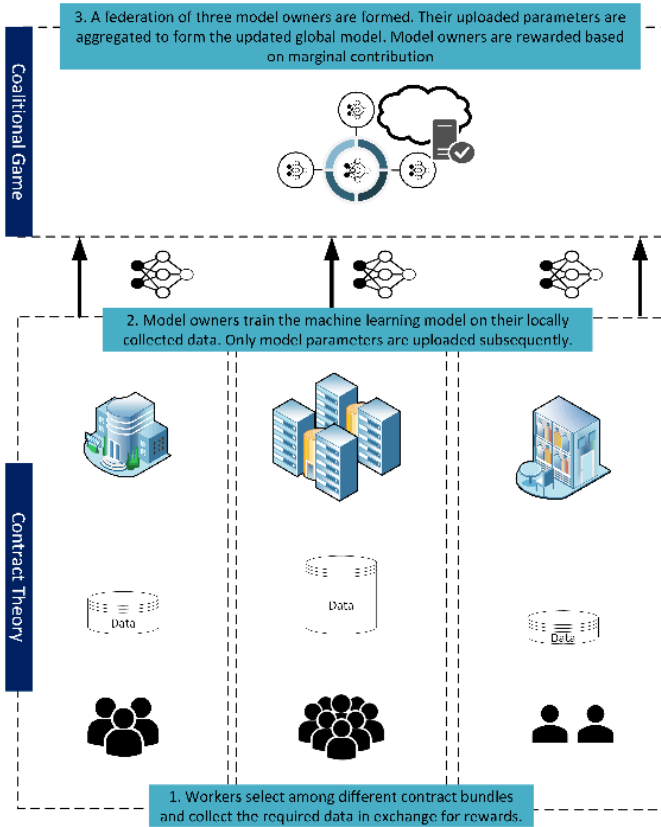 3. A federation of three model owners are formed. Their uploaded parameters are
aggregated to form the updated global model. Model owners are rewarded based
on marginal contribution
Coalitional Game
2. Model owners train the machine learning model on their locally
collected data. Only model parameters are uploaded subsequently.
Contract Theory
Data
Data
Data
1. Workers select among different contract bundles
and collect the required data in exchange for rewards.